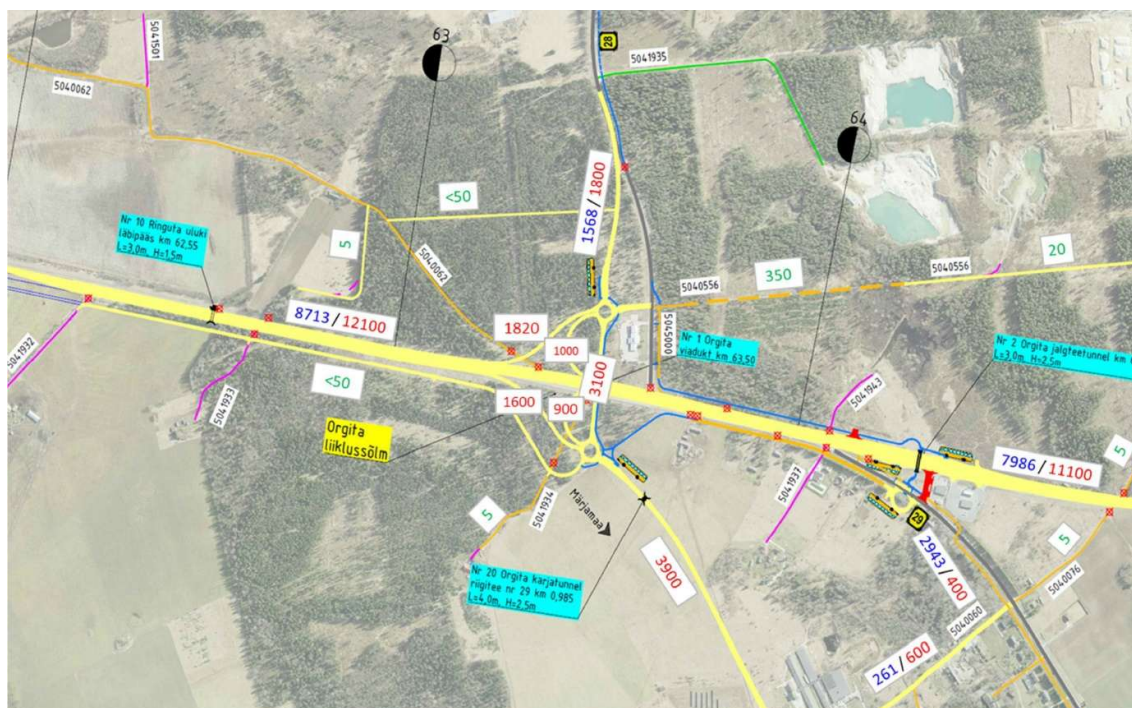 5041501
63
28
5041935
5040062
64
<50
1568/1800
Nr 10 Ringuta uluki
läbipääs km 62,55
L=3,0m, H=1,5m
5
5040062
20
5040556
350
5040556
8713/12100
1820
1000
3100
5045000
Nr 1 Orgita
viadukt km 63,50
Nr 2 Orgita jalgteetunnel km
L=3,0m, H=2,5m
5041932
5041933
<50
1600
900
5041943
Orgita
liiklussõlm
5
7986/11100
5041937
5041934
5
Märjamaa
29
5
2943/400
Nr 20 Orgita karjatunnel
riigitee nr 29 km 0,985
L=4,0m, H=2,5m
3900
5040076
5040060
261/600